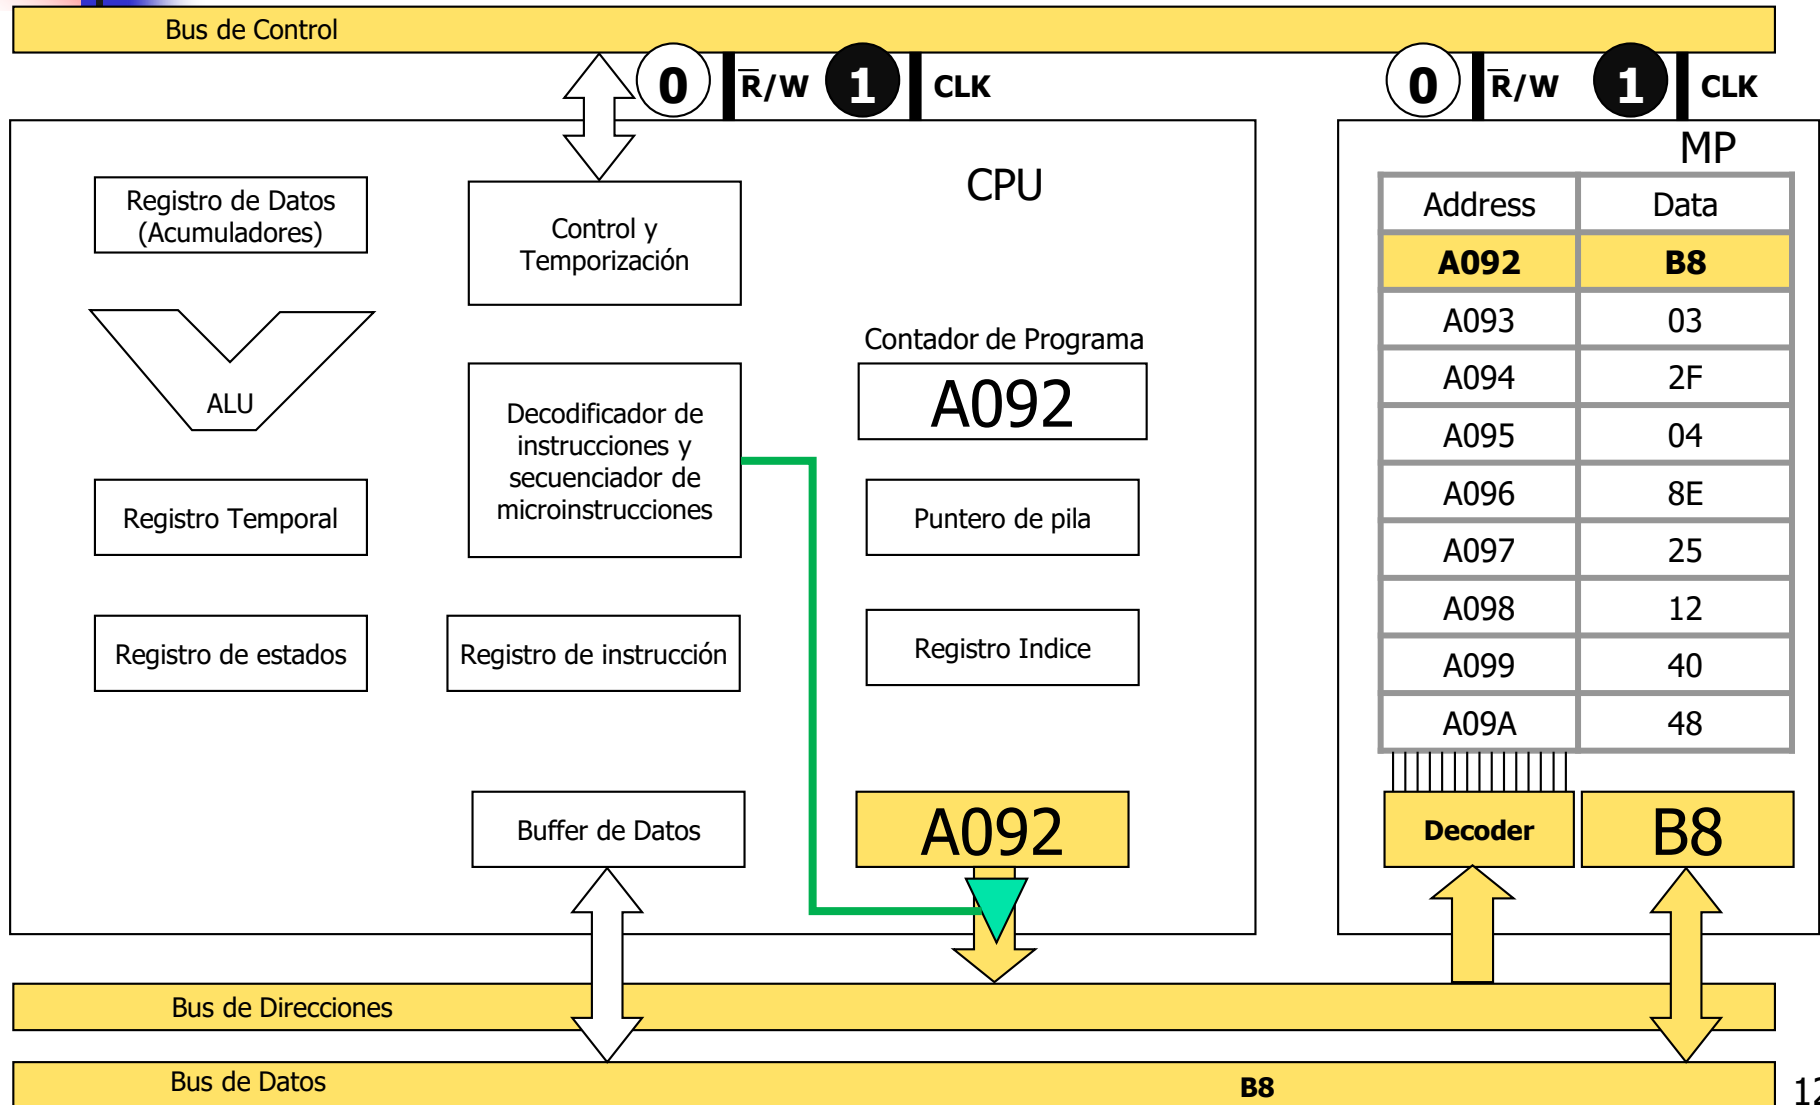 Bus de Control
0 R̅/W 1 CLK
0 R̅/W 1 CLK
CPU
Registro de Datos
(Acumuladores)
ALU
Registro Temporal
Registro de estados
Control y
Temporización
Decodificador de
instrucciones y
secuenciador de
microinstrucciones
Registro de instrucción
Buffer de Datos
Contador de Programa
A092
Puntero de pila
Registro Indice
A092
MP
Address Data
A092 B8
A093 03
A094 2F
A095 04
A096 8E
A097 25
A098 12
A099 40
A09A 48
Decoder B8
Bus de Direcciones
Bus de Datos B8
12